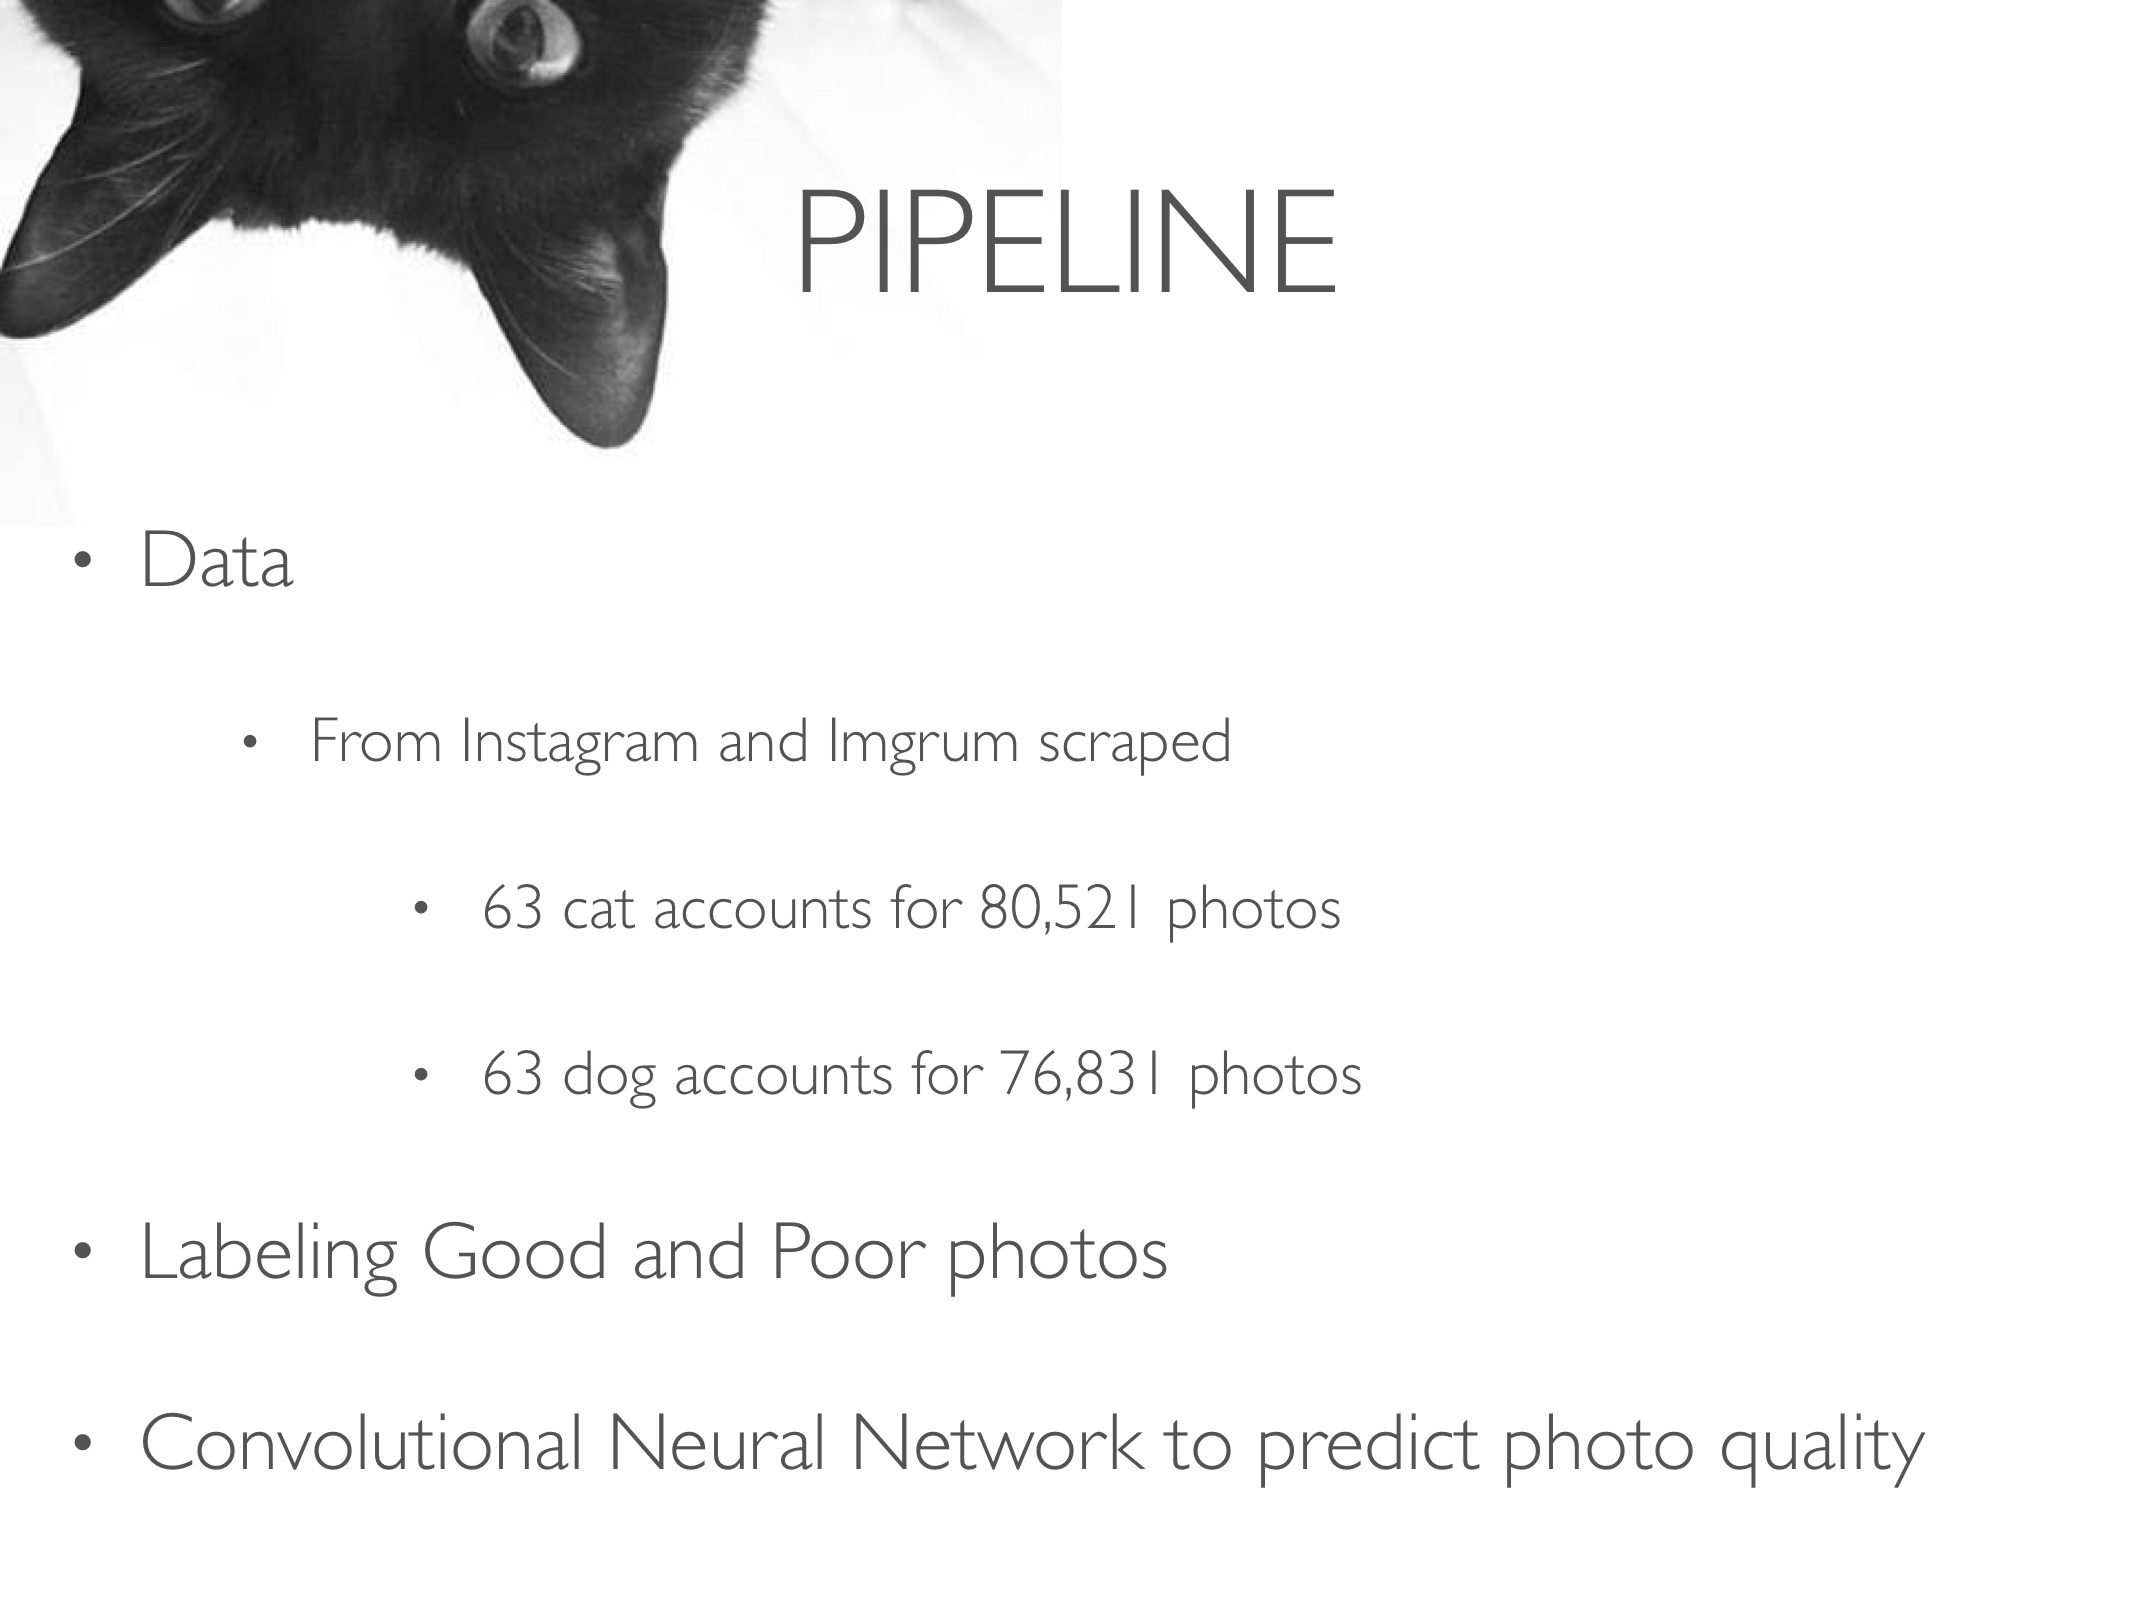 PIPELINE
• Data
• From Instagram and Imgrum scraped
• 63 cat accounts for 80,521 photos
• 63 dog accounts for 76,831 photos
• Labeling Good and Poor photos
• Convolutional Neural Network to predict photo quality